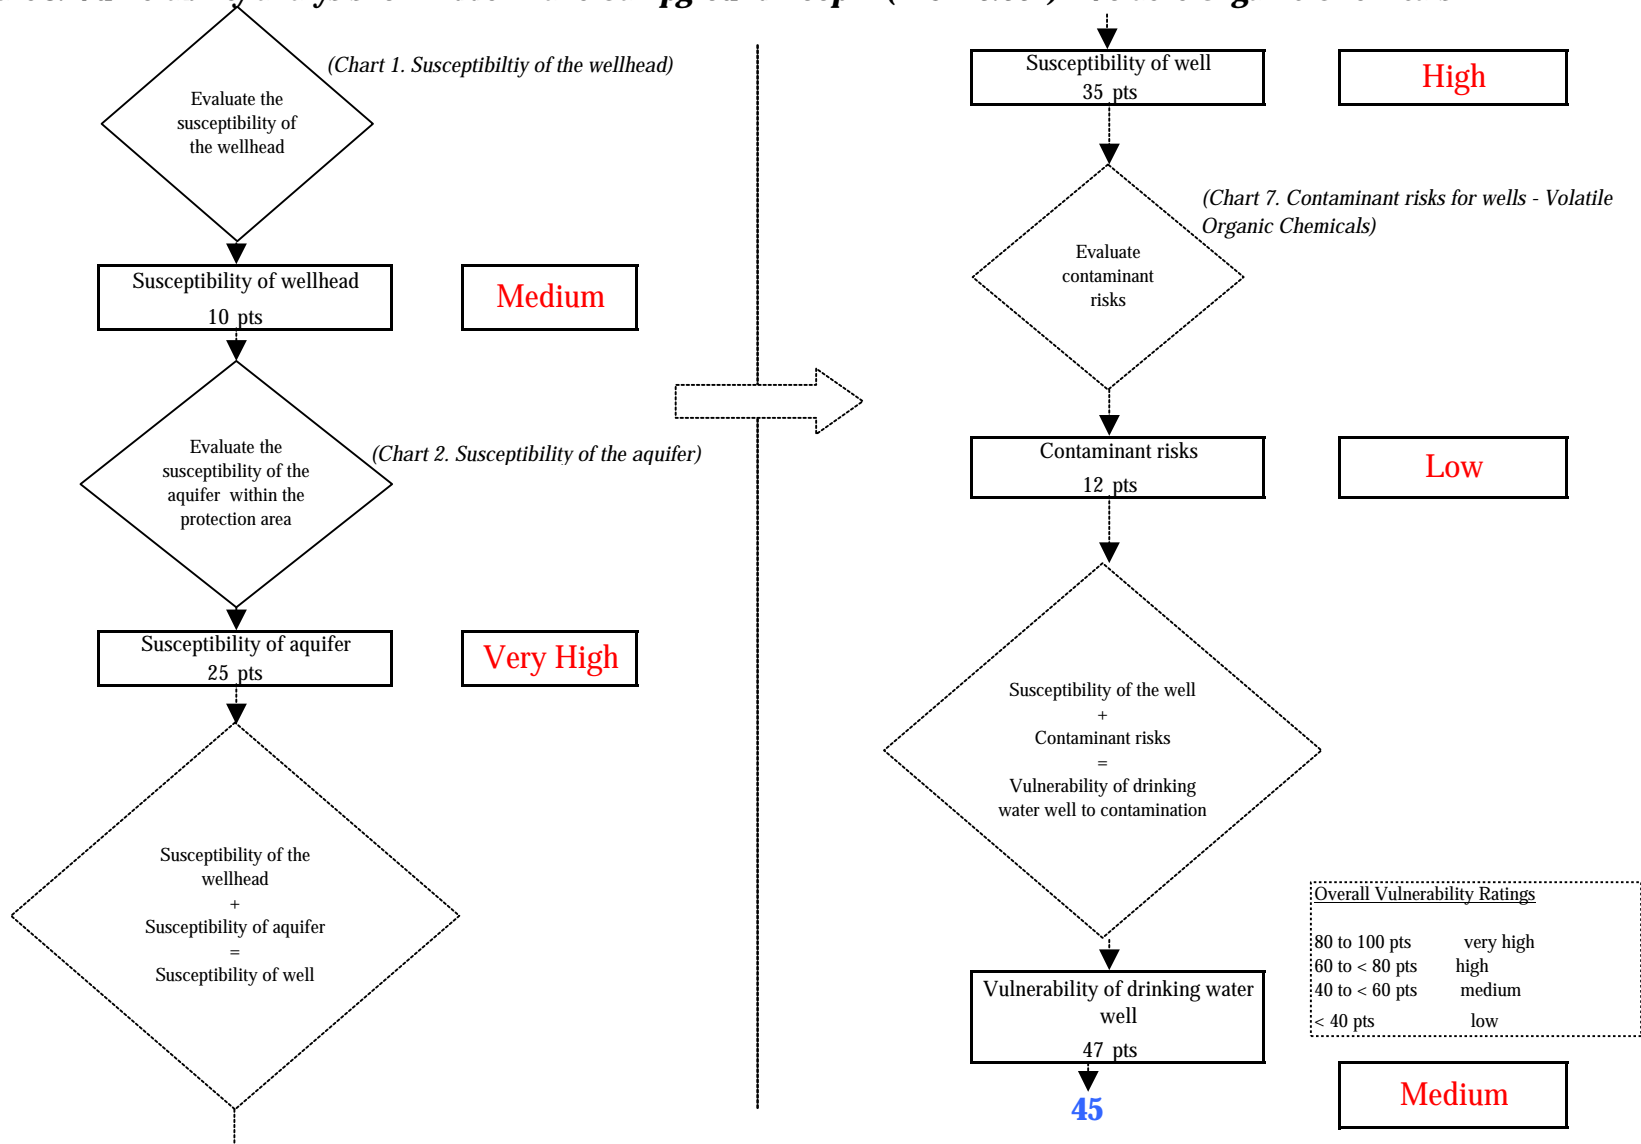 (Chart 1. Susceptibiltiy of the wellhead)
Evaluate the
susceptibility of
the wellhead
Susceptibility of wellhead
10 pts
Medium
Evaluate the
susceptibility of the
aquifer within the
protection area
(Chart 2. Susceptibility of the aquifer)
Susceptibility of aquifer
25 pts
Very High
Susceptibility of the
wellhead
+
Susceptibility of aquifer
=
Susceptibility of well
Susceptibility of well
35 pts
High
(Chart 7. Contaminant risks for wells - Volatile
Organic Chemicals)
Evaluate
contaminant
risks
Contaminant risks
12 pts
Low
Susceptibility of the well
+
Contaminant risks
=
Vulnerability of drinking
water well to contamination
Overall Vulnerability Ratings
80 to 100 pts very high
60 to < 80 pts high
40 to < 60 pts medium
< 40 pts low
Vulnerability of drinking water
well
47 pts
Medium
45